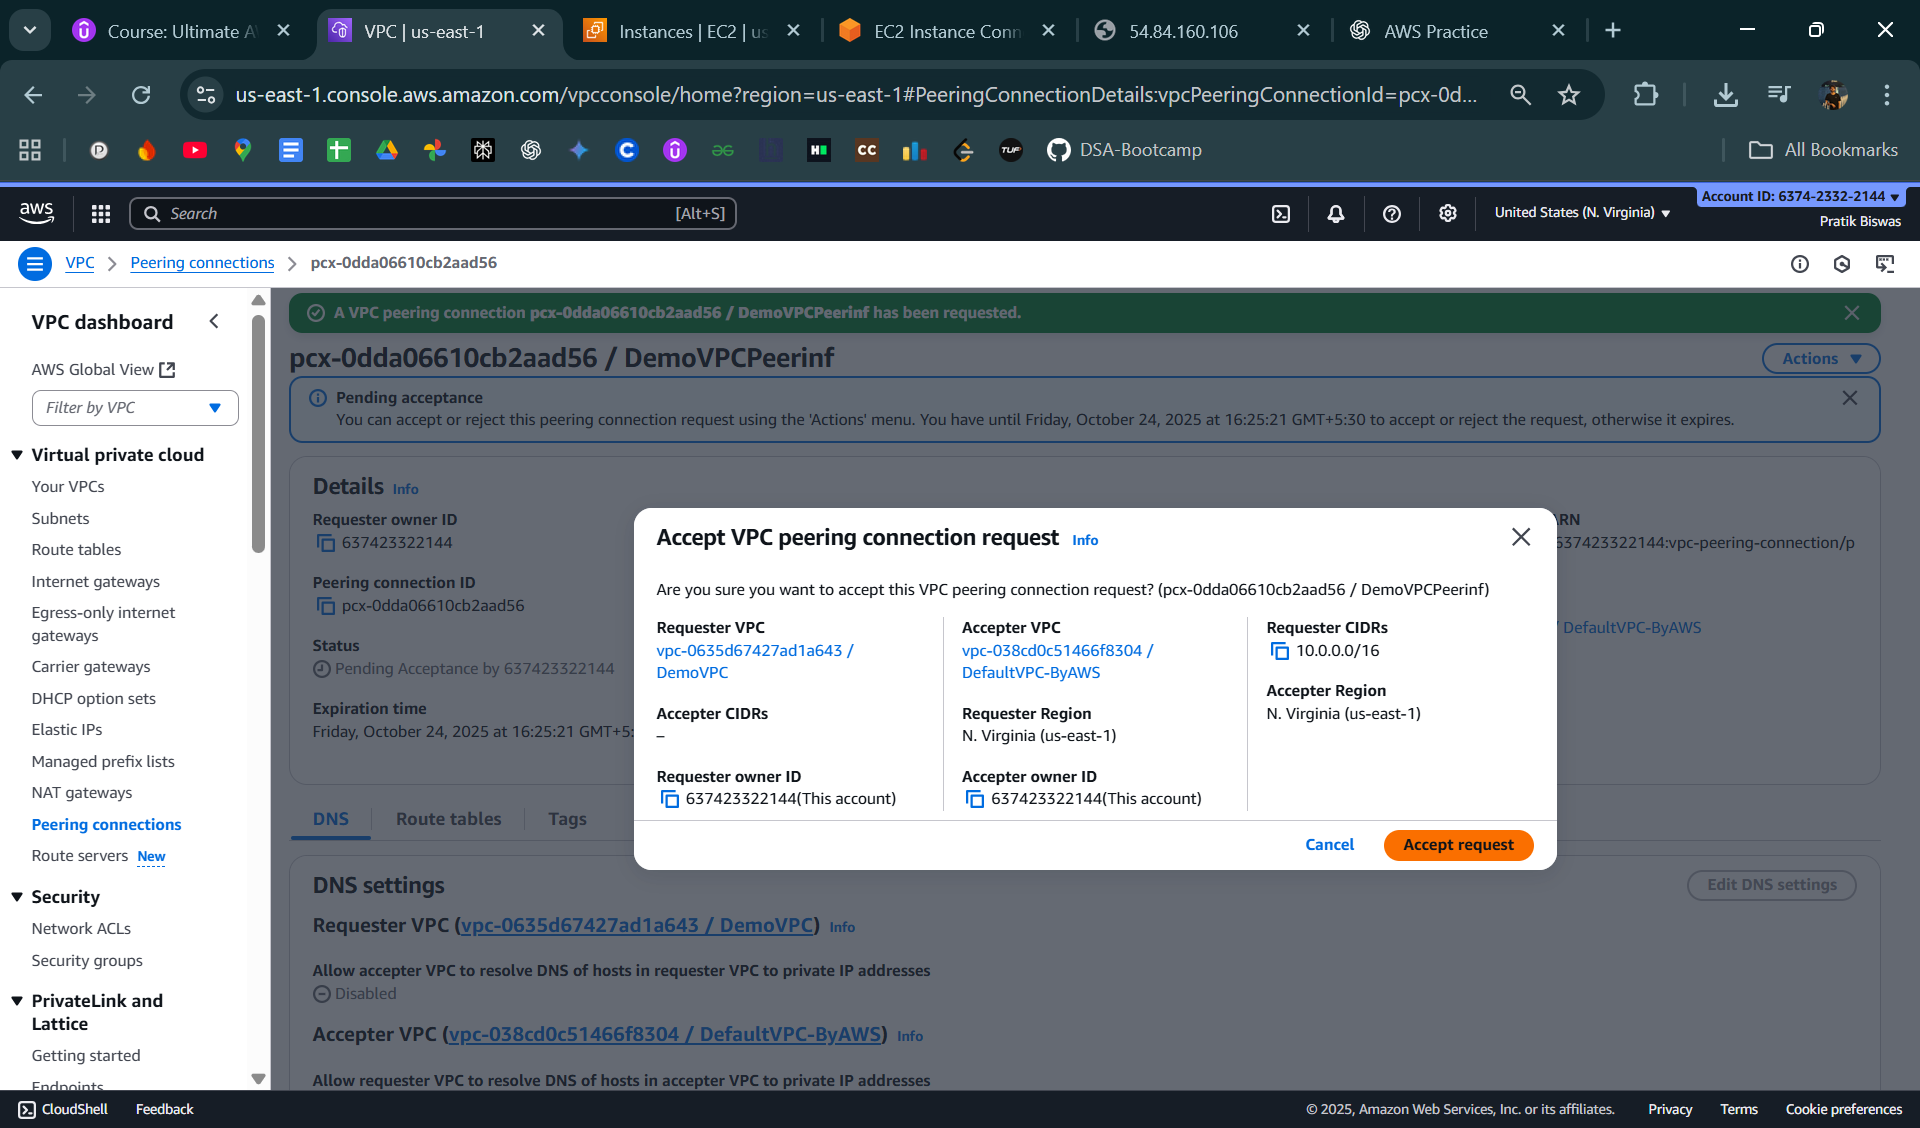 Course: Ultimate A
VPC | us-east-1
Instances | EC2 | us
EC2 Instance Conn
54.84.160.106
AWS Practice
us-east-1.console.aws.amazon.com/vpcconsole/home?region=us-east-1#PeeringConnectionDetails:vpcPeeringConnectionId=pcx-0d...
DSA-Bootcamp
All Bookmarks
aws
Search
[Alt+S]
United States (N. Virginia)
Account ID: 6374-2332-2144
Pratik Biswas
VPC
Peering connections
pcx-0dda06610cb2aad56
VPC dashboard
AWS Global View
Filter by VPC
Virtual private cloud
Your VPCs
Subnets
Route tables
Internet gateways
Egress-only internet
gateways
Carrier gateways
DHCP option sets
Elastic IPs
Managed prefix lists
NAT gateways
Peering connections
Route servers New
Security
Network ACLs
Security groups
PrivateLink and
Lattice
Getting started
Endpoints
A VPC peering connection pcx-0dda06610cb2aad56 / DemoVPCPeerinf has been requested.
pcx-0dda06610cb2aad56 / DemoVPCPeerinf
Actions
Pending acceptance
You can accept or reject this peering connection request using the 'Actions' menu. You have until Friday, October 24, 2025 at 16:25:21 GMT+5:30 to accept or reject the request, otherwise it expires.
Details Info
Requester owner ID
637423322144
Peering connection ID
pcx-0dda06610cb2aad56
Status
Pending Acceptance by 637423322144
Expiration time
Friday, October 24, 2025 at 16:25:21 GMT+5:
RN
637423322144:vpc-peering-connection/p
/ DefaultVPC-ByAWS
Accept VPC peering connection request Info
Are you sure you want to accept this VPC peering connection request? (pcx-0dda06610cb2aad56 / DemoVPCPeerinf)
Requester VPC
vpc-0635d67427ad1a643 /
DemoVPC
Accepter CIDRs
–
Requester owner ID
637423322144(This account)
Accepter VPC
vpc-038cd0c51466f8304 /
DefaultVPC-ByAWS
Requester Region
N. Virginia (us-east-1)
Accepter owner ID
637423322144(This account)
Requester CIDRs
10.0.0.0/16
Accepter Region
N. Virginia (us-east-1)
Cancel
Accept request
DNS
Route tables
Tags
DNS settings
Edit DNS settings
Requester VPC (vpc-0635d67427ad1a643 / DemoVPC) Info
Allow accepter VPC to resolve DNS of hosts in requester VPC to private IP addresses
Disabled
Accepter VPC (vpc-038cd0c51466f8304 / DefaultVPC-ByAWS) Info
Allow requester VPC to resolve DNS of hosts in accepter VPC to private IP addresses
CloudShell
Feedback
© 2025, Amazon Web Services, Inc. or its affiliates.
Privacy
Terms
Cookie preferences